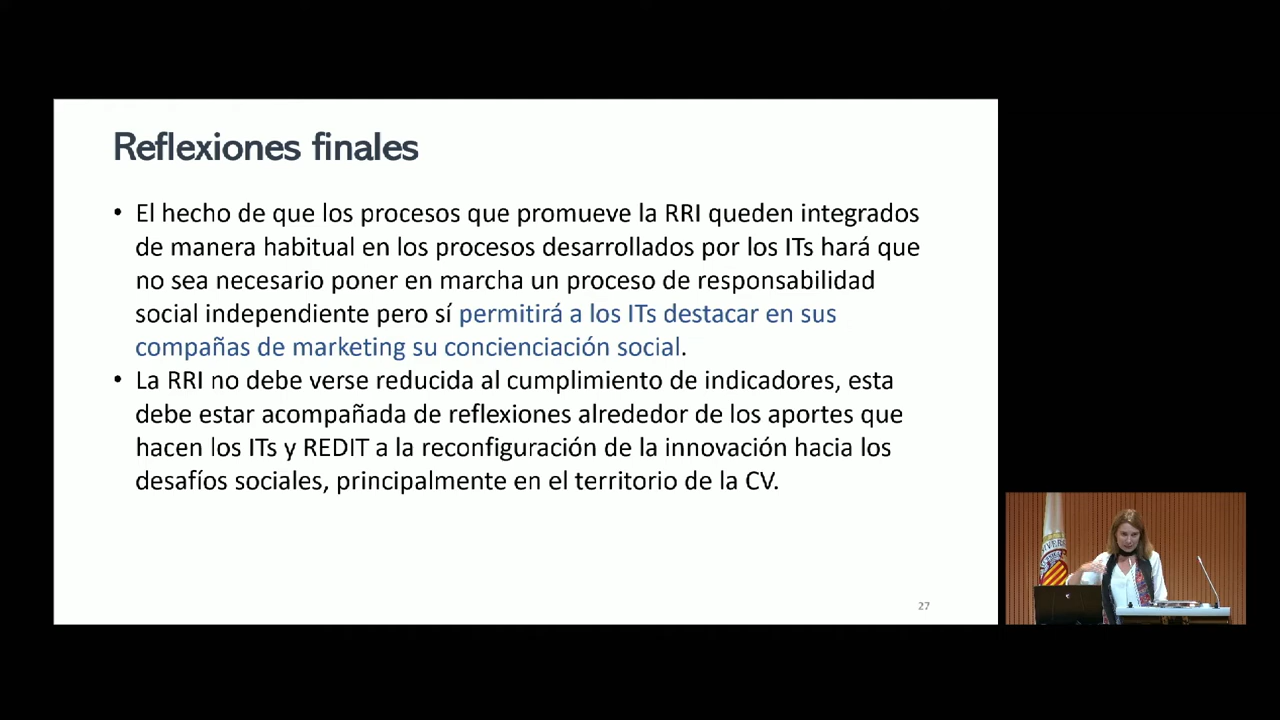 Reflexiones finales
• El hecho de que los procesos que promueve la RRI queden integrados
de manera habitual en los procesos desarrollados por los ITs hará que
no sea necesario poner en marcha un proceso de responsabilidad
social independiente pero sí permitirá a los ITs destacar en sus
compañas de marketing su concienciación social.
• La RRI no debe verse reducida al cumplimiento de indicadores, esta
debe estar acompañada de reflexiones alrededor de los aportes que
hacen los ITs y REDIT a la reconfiguración de la innovación hacia los
desafíos sociales, principalmente en el territorio de la CV.
27